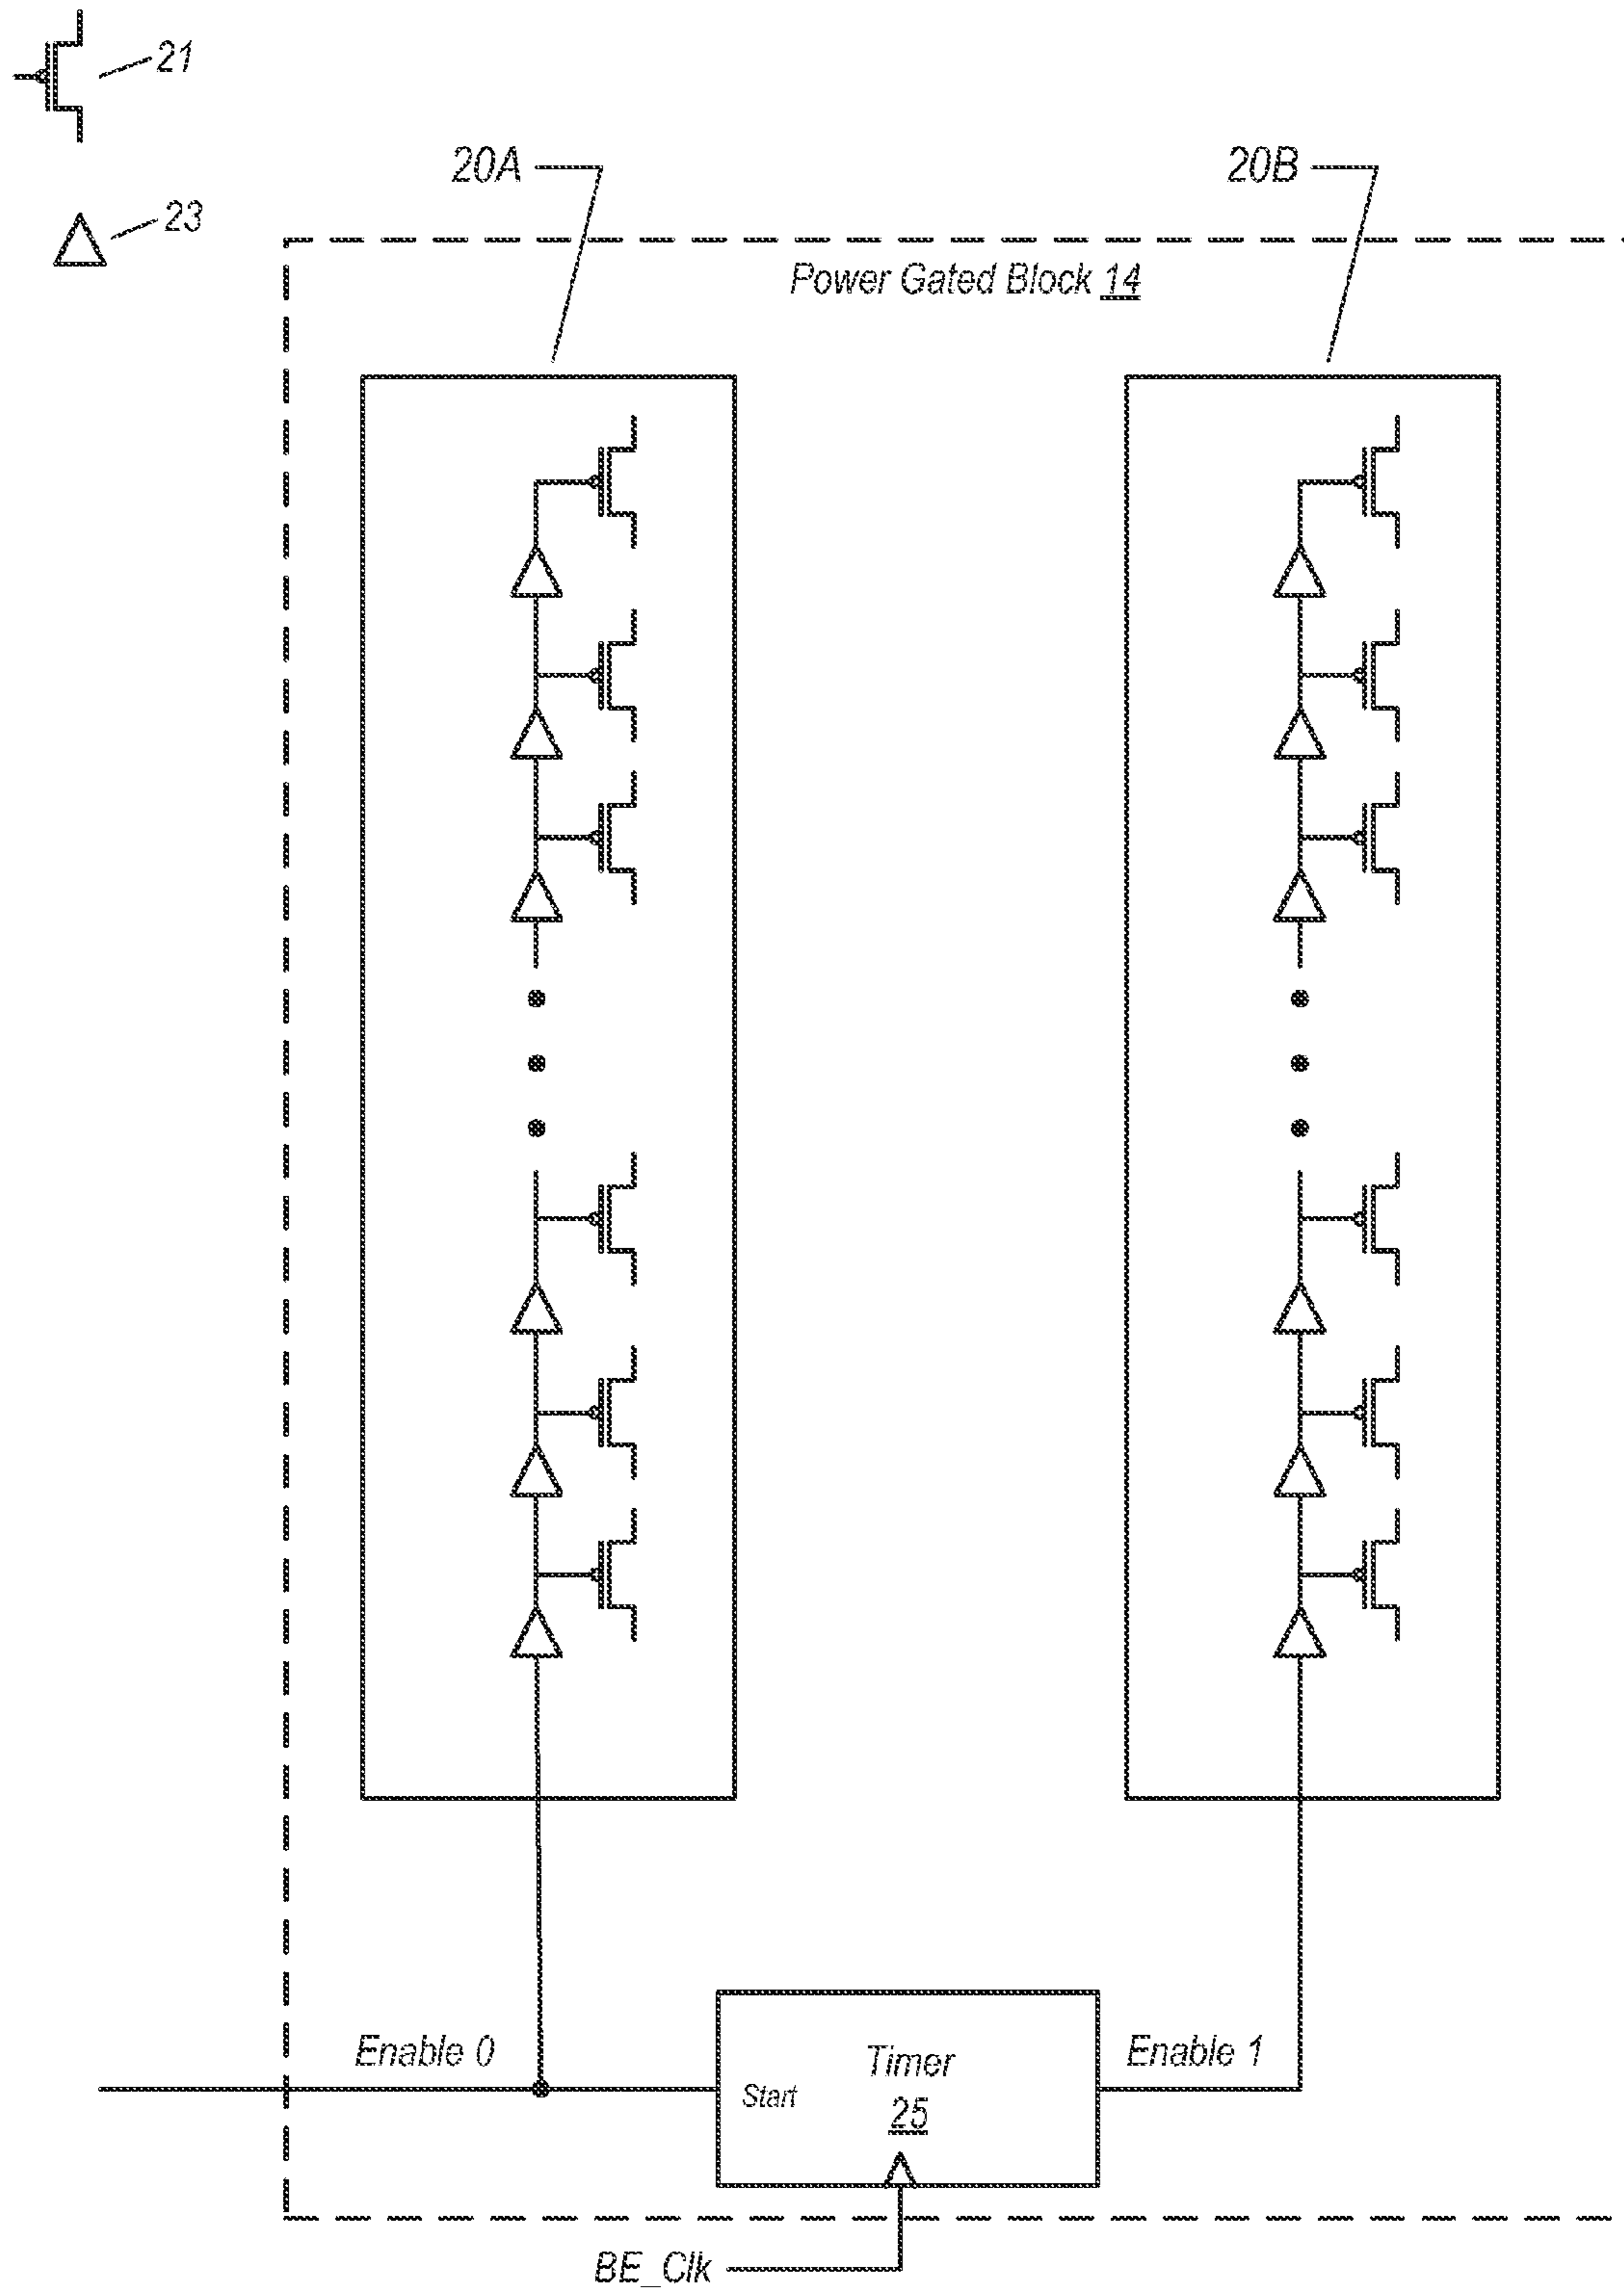 21
20A
20B
23
Power Gated Block 14
Enable 0
Timer
Enable 1
Start
25
BE_Clk